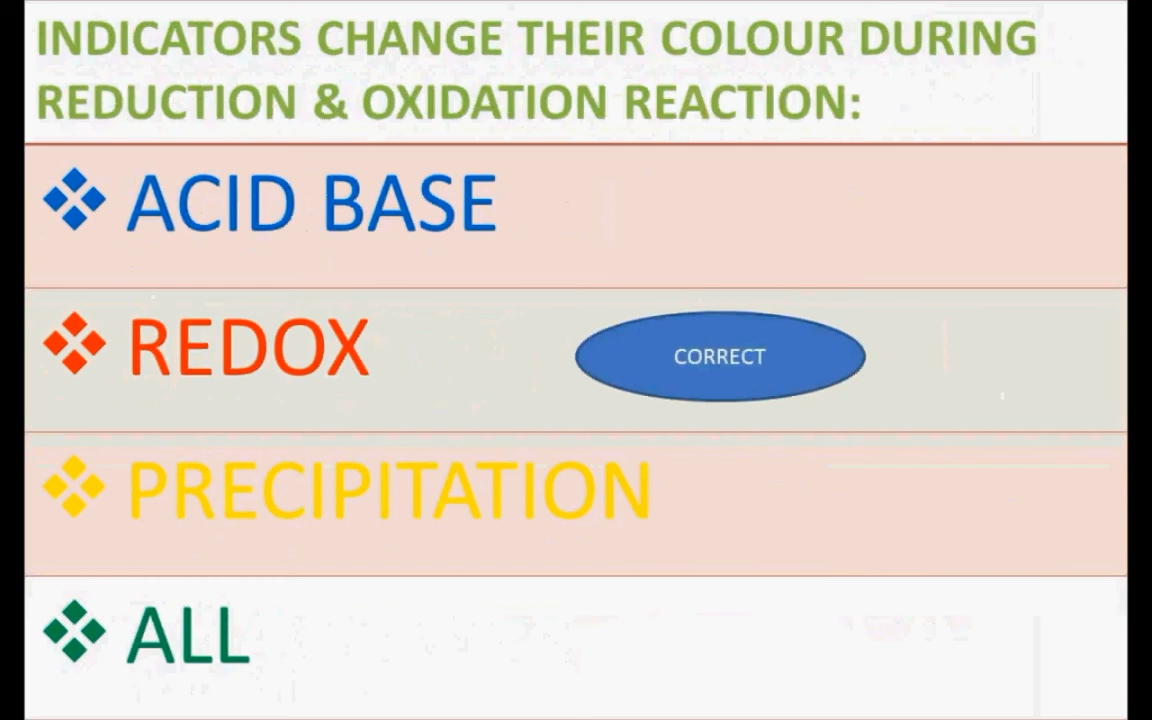 INDICATORS CHANGE THEIR COLOUR DURING
REDUCTION & OXIDATION REACTION:
ACID BASE
REDOX
CORRECT
PRECIPITATION
ALL